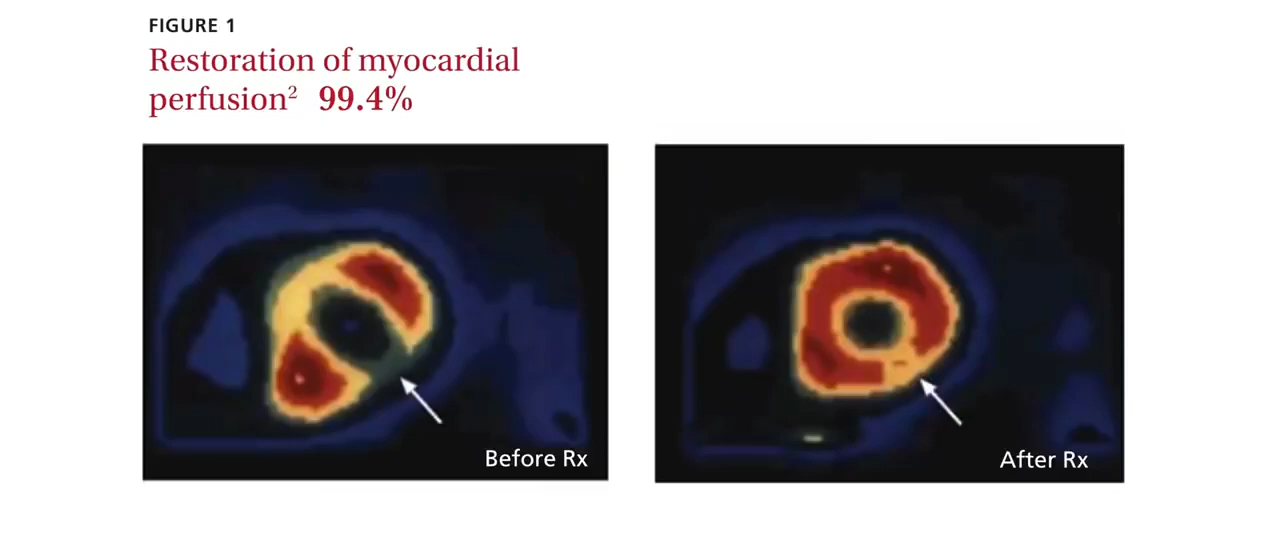 FIGURE 1
Restoration of myocardial
perfusion² 99.4%
Before Rx
After Rx